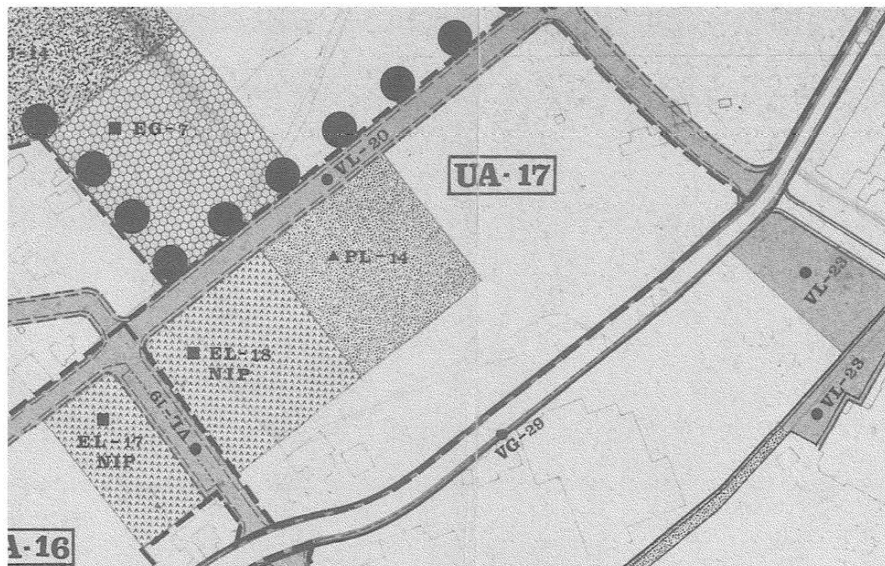 EG-7
VL-20
UA-17
PL-14
VL-23
EL-18
NIP
VL-19
VL-23
EL-17
NIP
VG-29
A-16